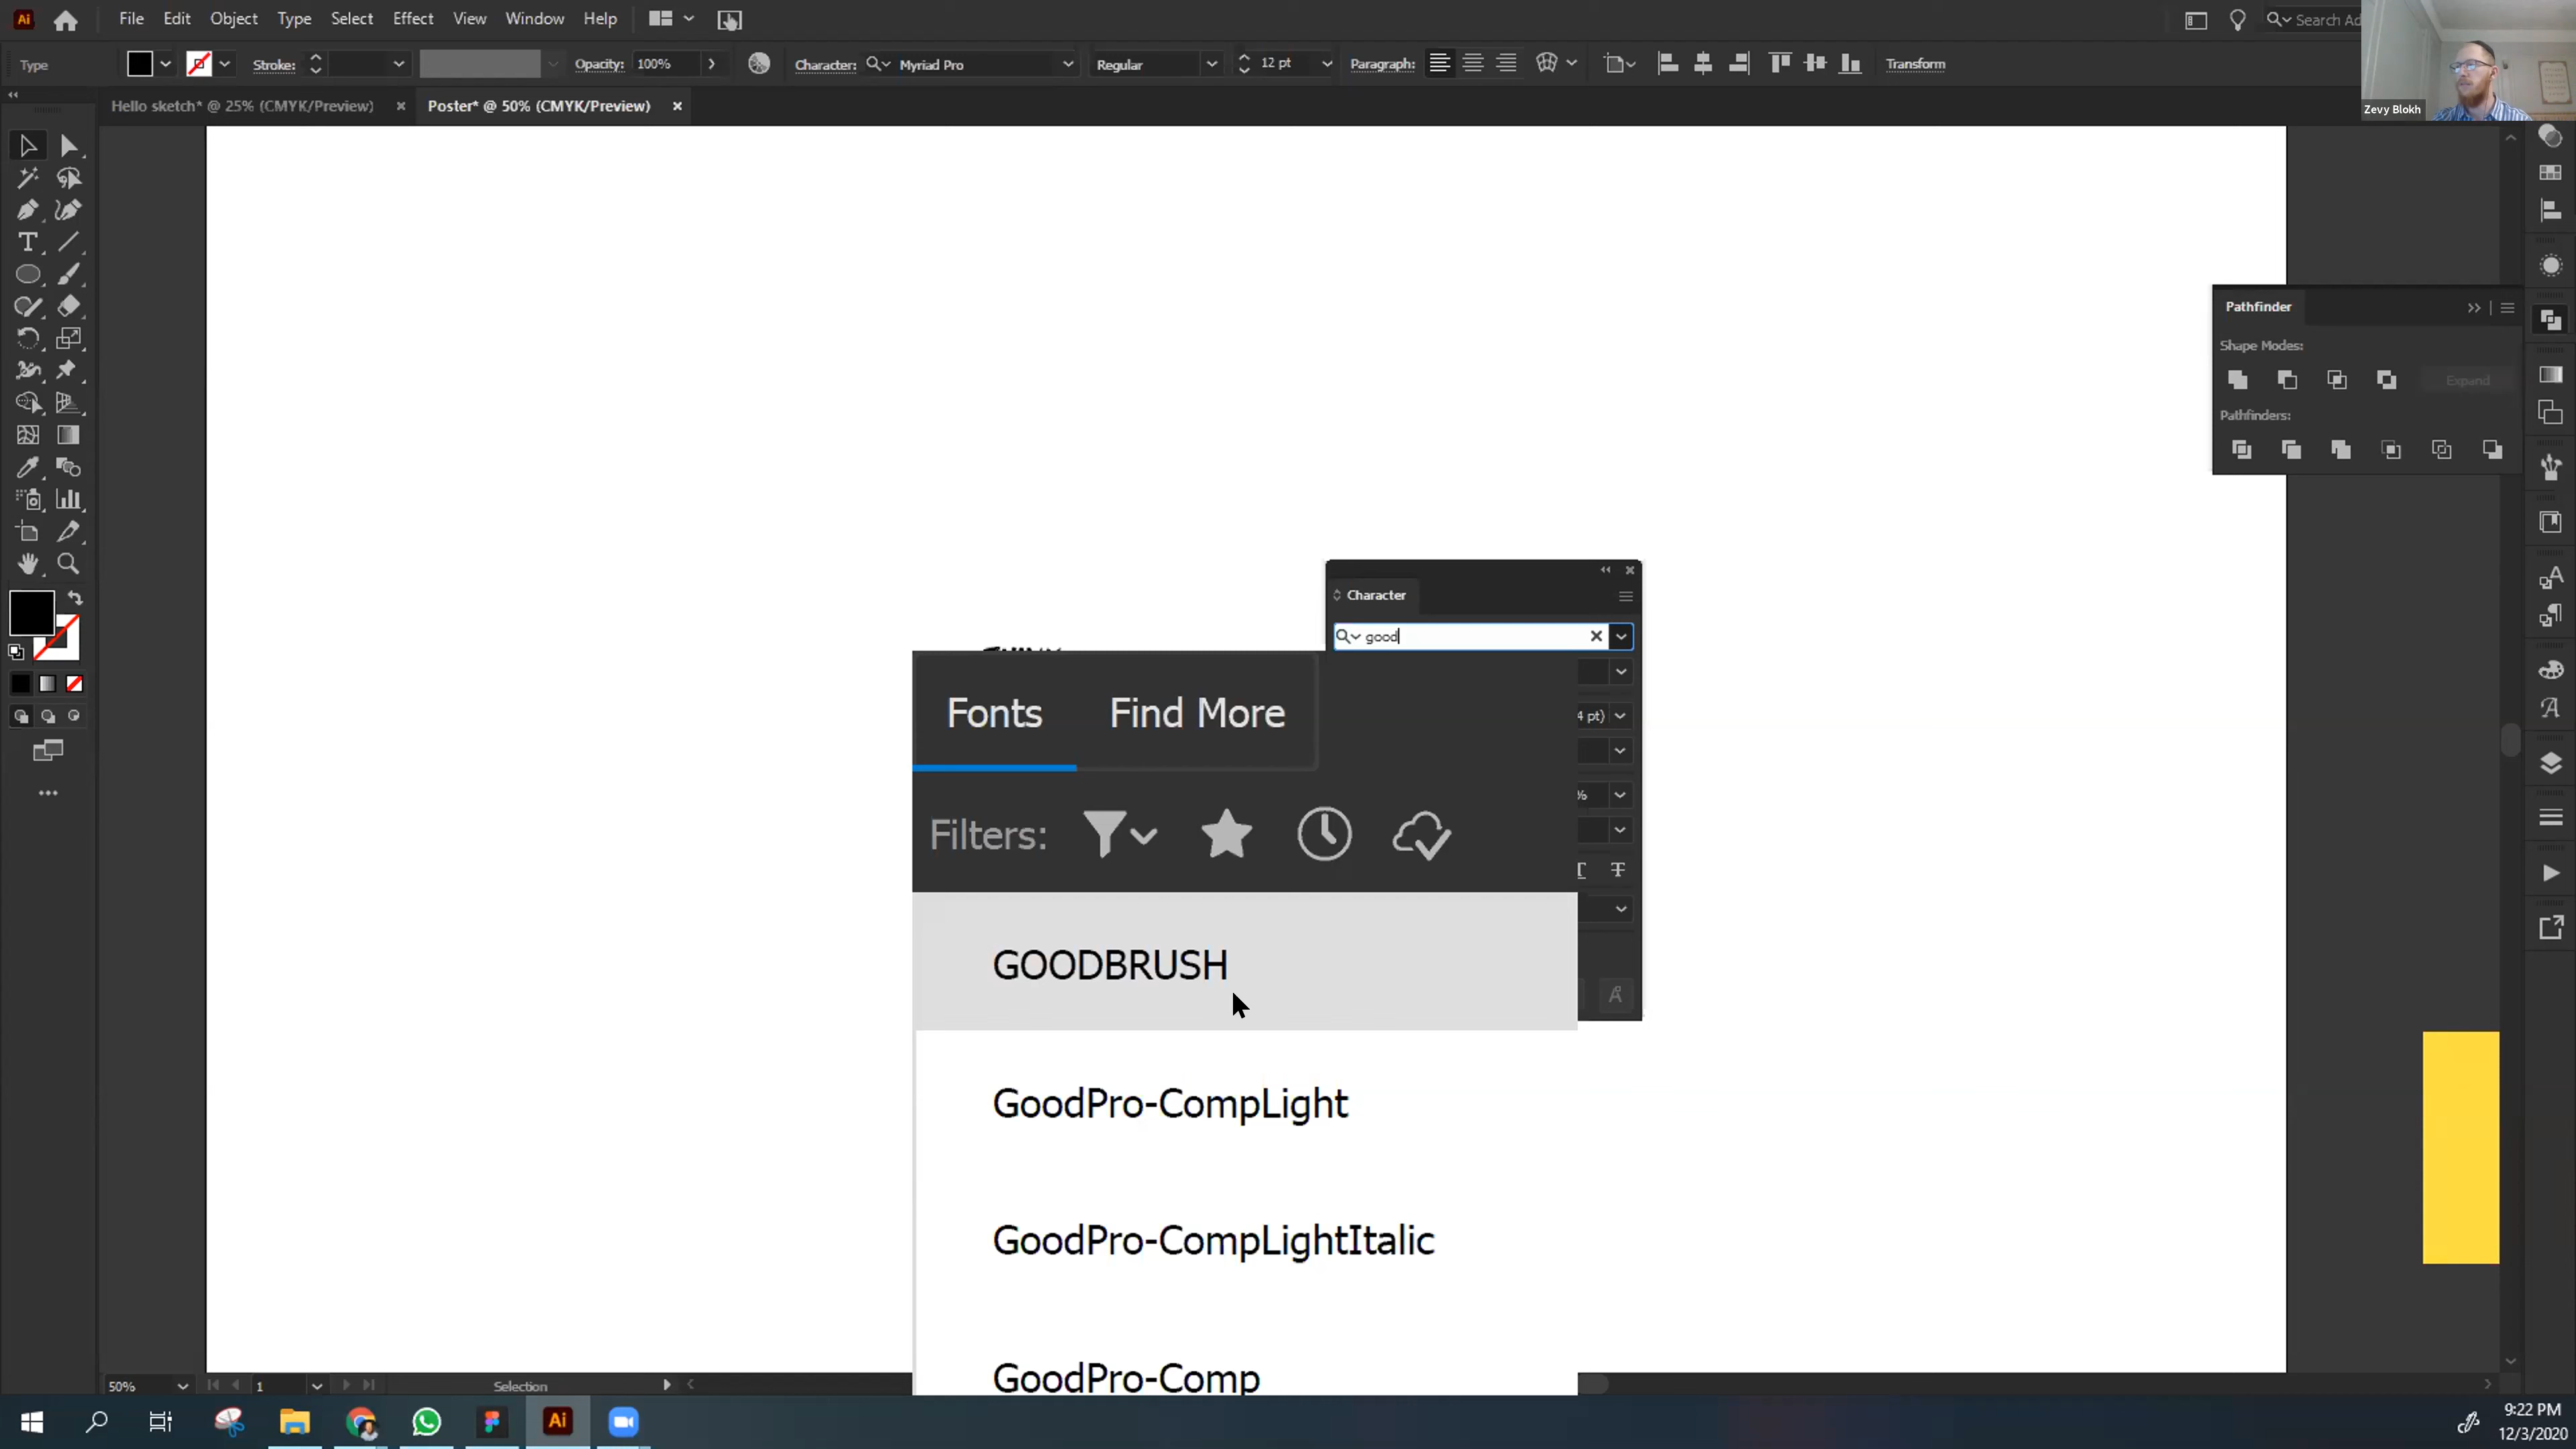 Ai File Edit Object Type Select Effect View Window Help Search Ad
Type Stroke: Opacity: 100% Character: Myriad Pro Regular 12 pt Paragraph: Transform
Zevy Blokh
Hello sketch* @ 25% (CMYK/Preview) Poster* @ 50% (CMYK/Preview)
Pathfinder
Shape Modes:
Expand
Pathfinders:
Character
good
4 pt)
%
Fonts Find More
Filters:
GOODBRUSH
GoodPro-CompLight
GoodPro-CompLightItalic
GoodPro-Comp
50% 1 Selection
Ai
9:22 PM
12/3/2020